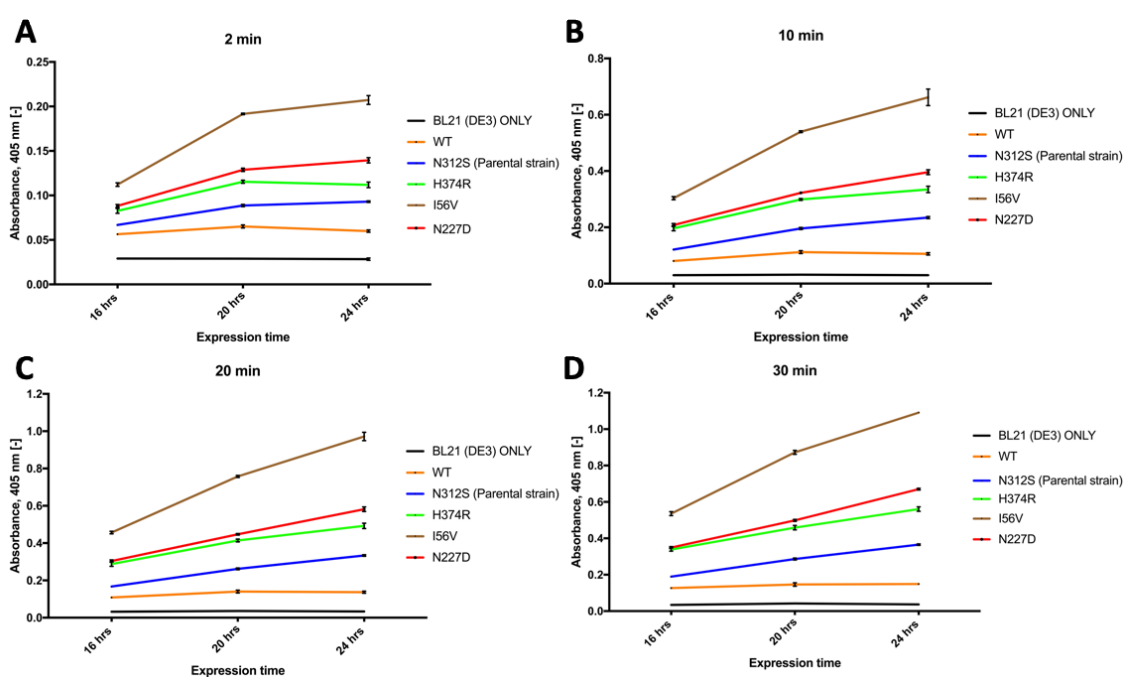 A
2 min
Absorbance, 405 nm [-]
0.25
0.20
0.15
0.10
0.05
0.00
16 hrs
20 hrs
24 hrs
Expression time
BL21 (DE3) ONLY
WT
N312S (Parental strain)
H374R
I56V
N227D
B
10 min
Absorbance, 405 nm [-]
0.8
0.6
0.4
0.2
0.0
16 hrs
20 hrs
24 hrs
Expression time
BL21 (DE3) ONLY
WT
N312S (Parental strain)
H374R
I56V
N227D
C
20 min
Absorbance, 405 nm [-]
1.2
1.0
0.8
0.6
0.4
0.2
0.0
16 hrs
20 hrs
24 hrs
Expression time
BL21 (DE3) ONLY
WT
N312S (Parental strain)
H374R
I56V
N227D
D
30 min
Absorbance, 405 nm [-]
1.2
1.0
0.8
0.6
0.4
0.2
0.0
16 hrs
20 hrs
24 hrs
Expression time
BL21 (DE3) ONLY
WT
N312S (Parental strain)
H374R
I56V
N227D